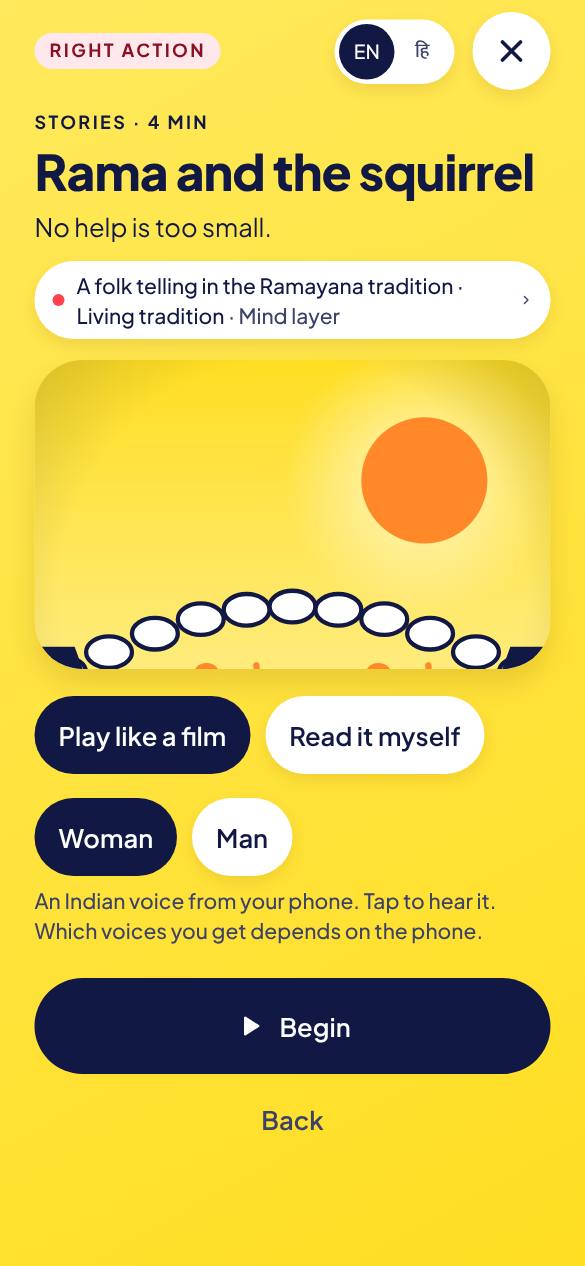 RIGHT ACTION
EN हि
STORIES · 4 MIN
Rama and the squirrel
No help is too small.
A folk telling in the Ramayana tradition ·
Living tradition · Mind layer
Play like a film Read it myself
Woman Man
An Indian voice from your phone. Tap to hear it.
Which voices you get depends on the phone.
Begin
Back